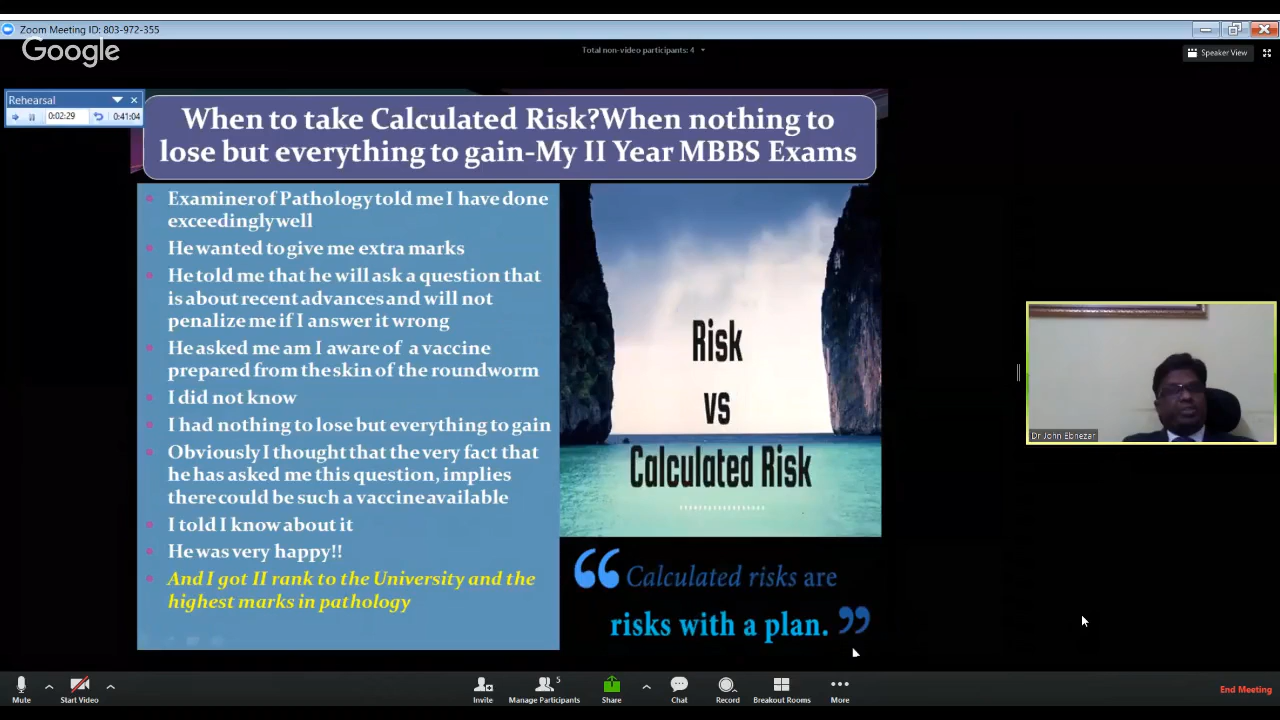 Zoom Meeting ID: 803-972-355
Google
Total non-video participants: 4
Speaker View
Rehearsal
0:02:29
0:41:04
When to take Calculated Risk?When nothing to
lose but everything to gain-My II Year MBBS Exams
Examiner of Pathology told me I have done
exceedingly well
He wanted to give me extra marks
He told me that he will ask a question that
is about recent advances and will not
penalize me if I answer it wrong
He asked me am I aware of a vaccine
prepared from the skin of the roundworm
I did not know
I had nothing to lose but everything to gain
Obviously I thought that the very fact that
he has asked me this question, implies
there could be such a vaccine available
I told I know about it
He was very happy!!
And I got II rank to the University and the
highest marks in pathology
Risk
vs
Calculated Risk
“Calculated risks are
risks with a plan.”
Dr John Ebnezar
Mute
Start Video
Invite
5
Manage Participants
Share
Chat
Record
Breakout Rooms
More
End Meeting